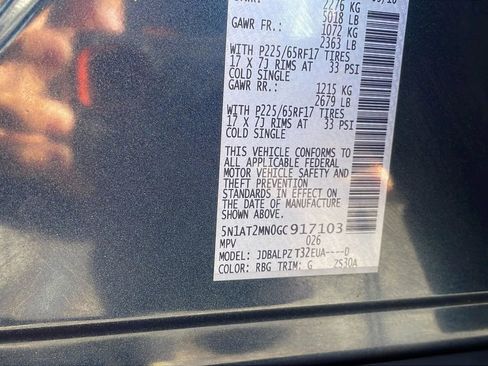 2276 KG
5018 LB
GAWR FR.: 1072 KG
2363 LB
WITH P225/65RF17 TIRES
17 X 7J RIMS AT 33 PSI
COLD SINGLE
GAWR RR.: 1215 KG
2679 LB
WITH P225/65RF17 TIRES
17 X 7J RIMS AT 33 PSI
COLD SINGLE
THIS VEHICLE CONFORMS TO
ALL APPLICABLE FEDERAL
MOTOR VEHICLE SAFETY AND
THEFT PREVENTION
STANDARDS IN EFFECT ON
THE DATE OF MANUFACTURE
SHOWN ABOVE.
5N1AT2MN0GC917103
MPV 026
MODEL: JDBALPZ T32EUA----D
COLOR: RBG TRIM: G 2530A